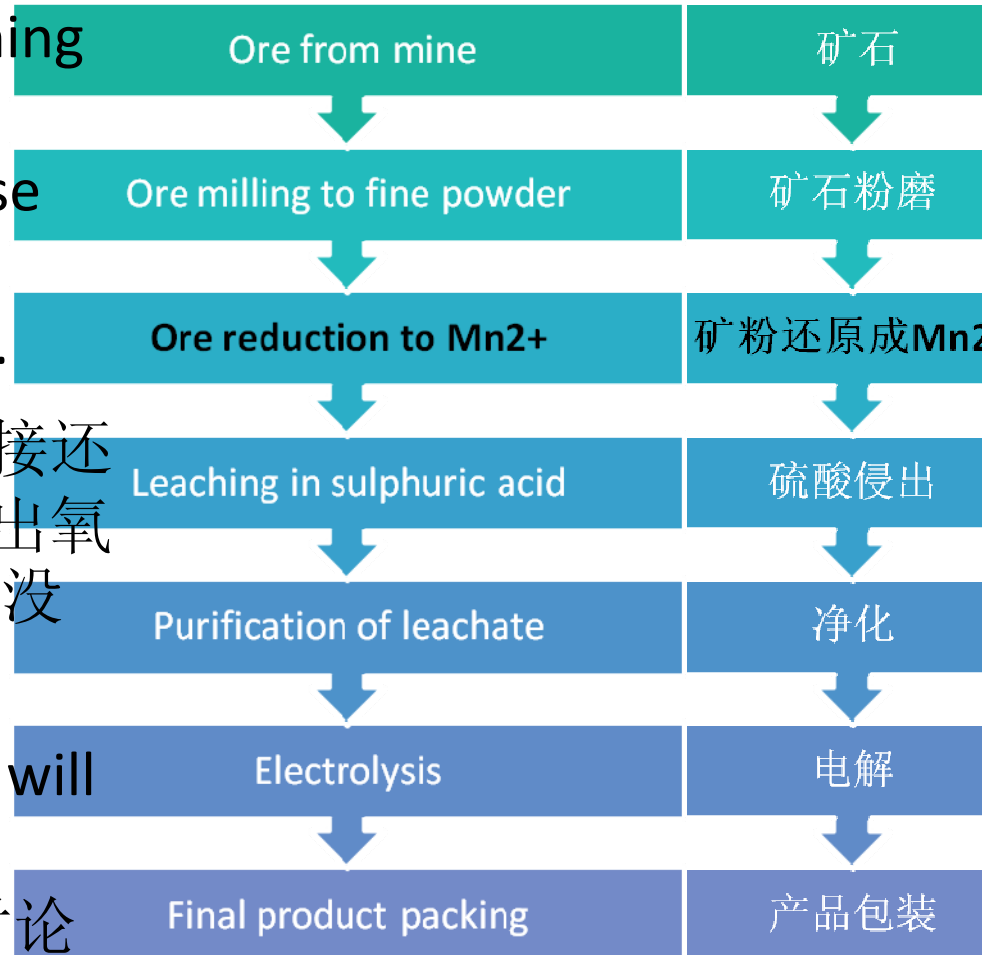 ning
Ore from mine
矿石
se
Ore milling to fine powder
矿石粉磨
.
Ore reduction to Mn2+
矿粉还原成Mn2
接还
出氧
没
Leaching in sulphuric acid
硫酸侵出
Purification of leachate
净化
will
Electrolysis
电解
论
Final product packing
产品包装